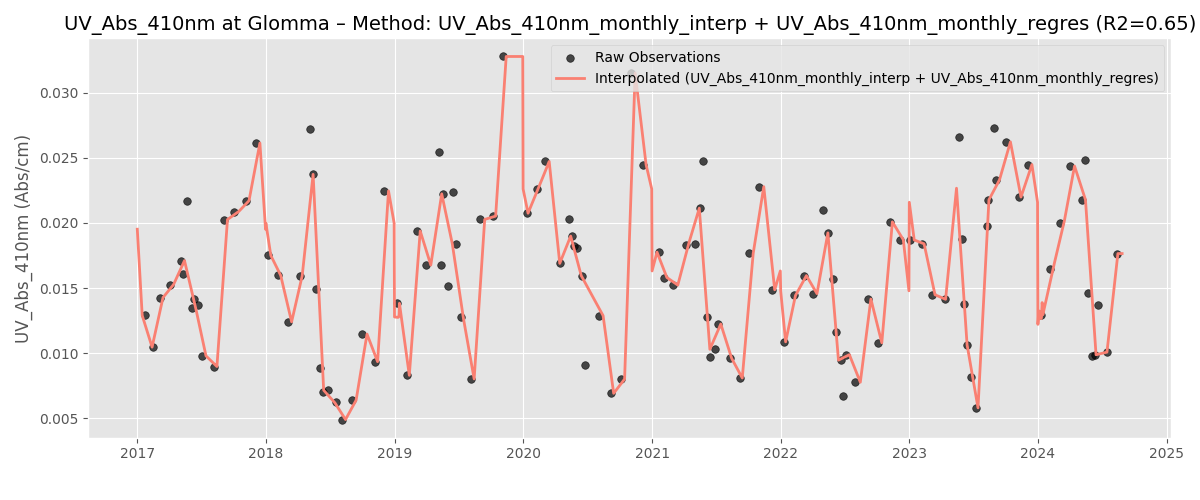 UV_Abs_410nm at Glomma – Method: UV_Abs_410nm_monthly_interp + UV_Abs_410nm_monthly_regres (R2=0.65)
Raw Observations
Interpolated (UV_Abs_410nm_monthly_interp + UV_Abs_410nm_monthly_regres)
UV_Abs_410nm (Abs/cm)
0.030
0.025
0.020
0.015
0.010
0.005
2017 2018 2019 2020 2021 2022 2023 2024 2025